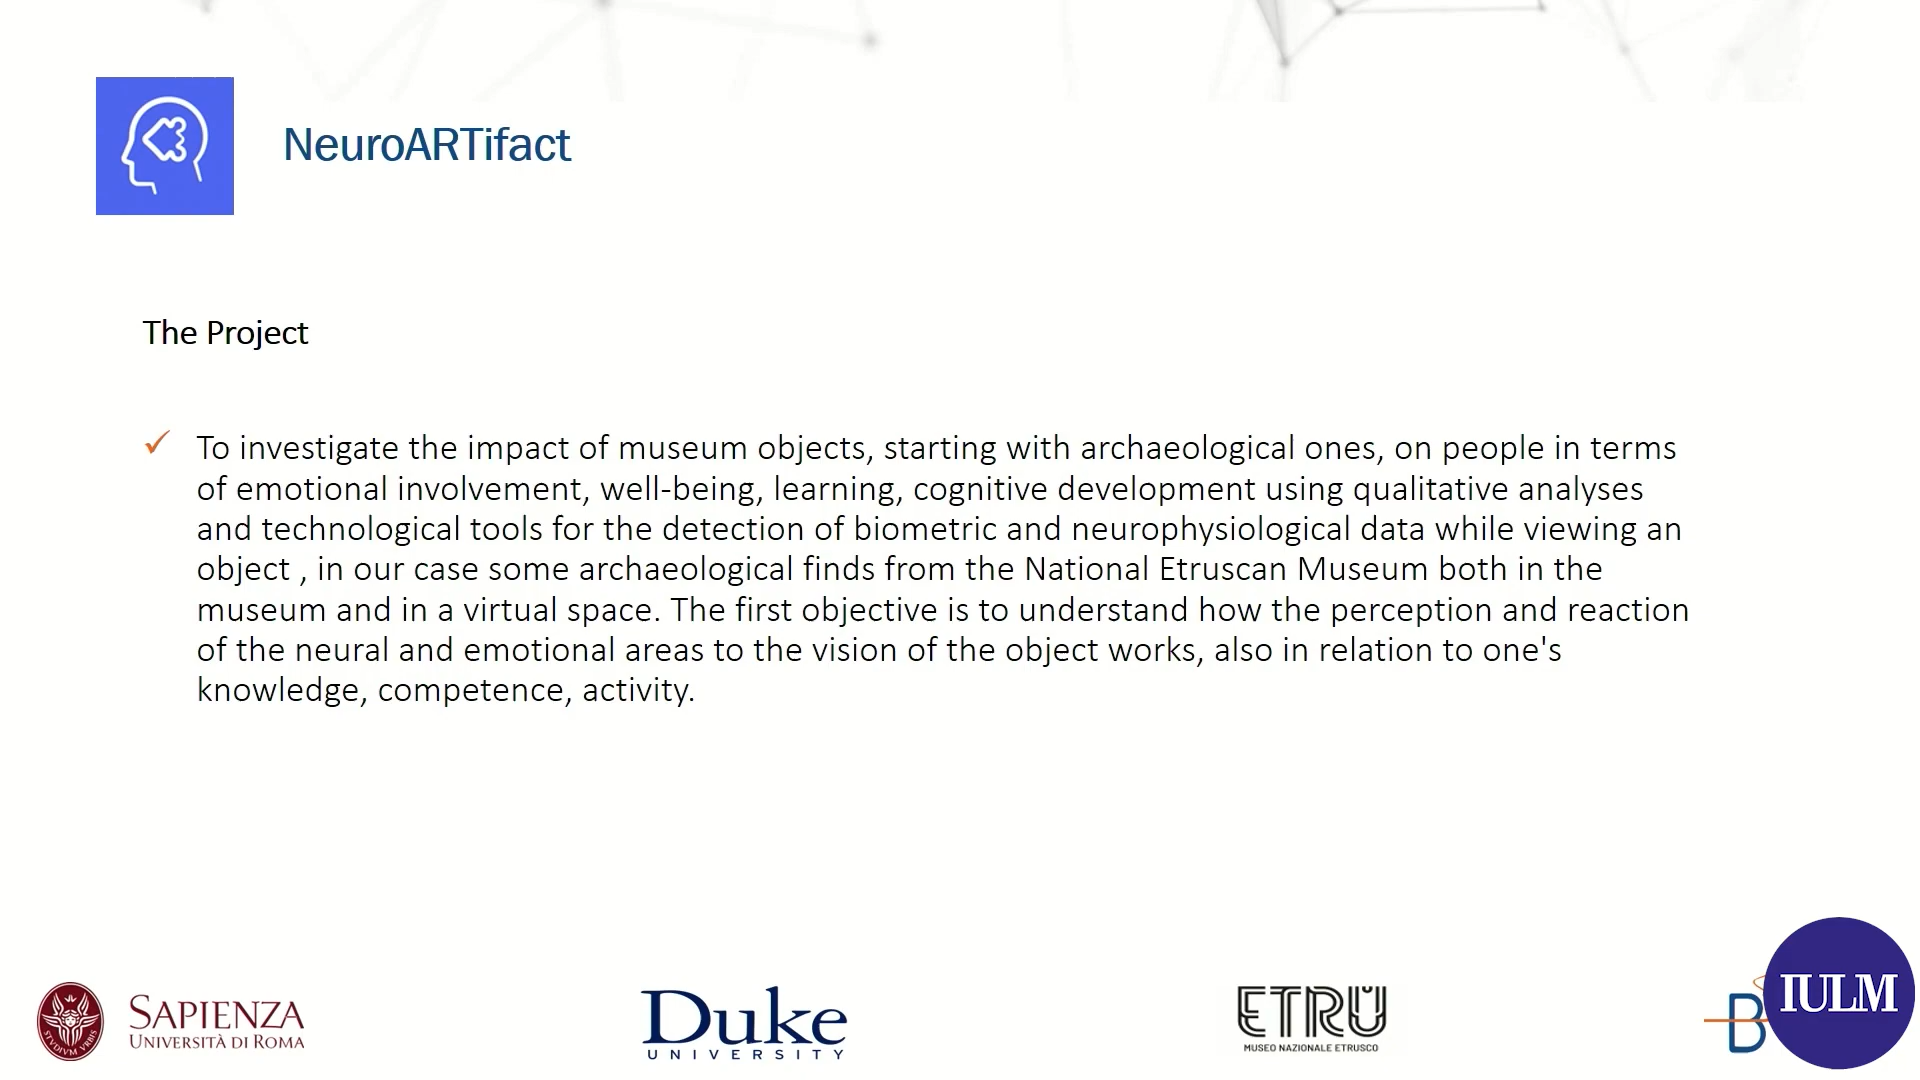 NeuroARTifact
The Project
✓ To investigate the impact of museum objects, starting with archaeological ones, on people in terms
of emotional involvement, well-being, learning, cognitive development using qualitative analyses
and technological tools for the detection of biometric and neurophysiological data while viewing an
object , in our case some archaeological finds from the National Etruscan Museum both in the
museum and in a virtual space. The first objective is to understand how the perception and reaction
of the neural and emotional areas to the vision of the object works, also in relation to one's
knowledge, competence, activity.
STVDIVM VRBIS
SAPIENZA
UNIVERSITÀ DI ROMA
Duke
UNIVERSITY
ETRU
MUSEO NAZIONALE ETRUSCO
B
IULM